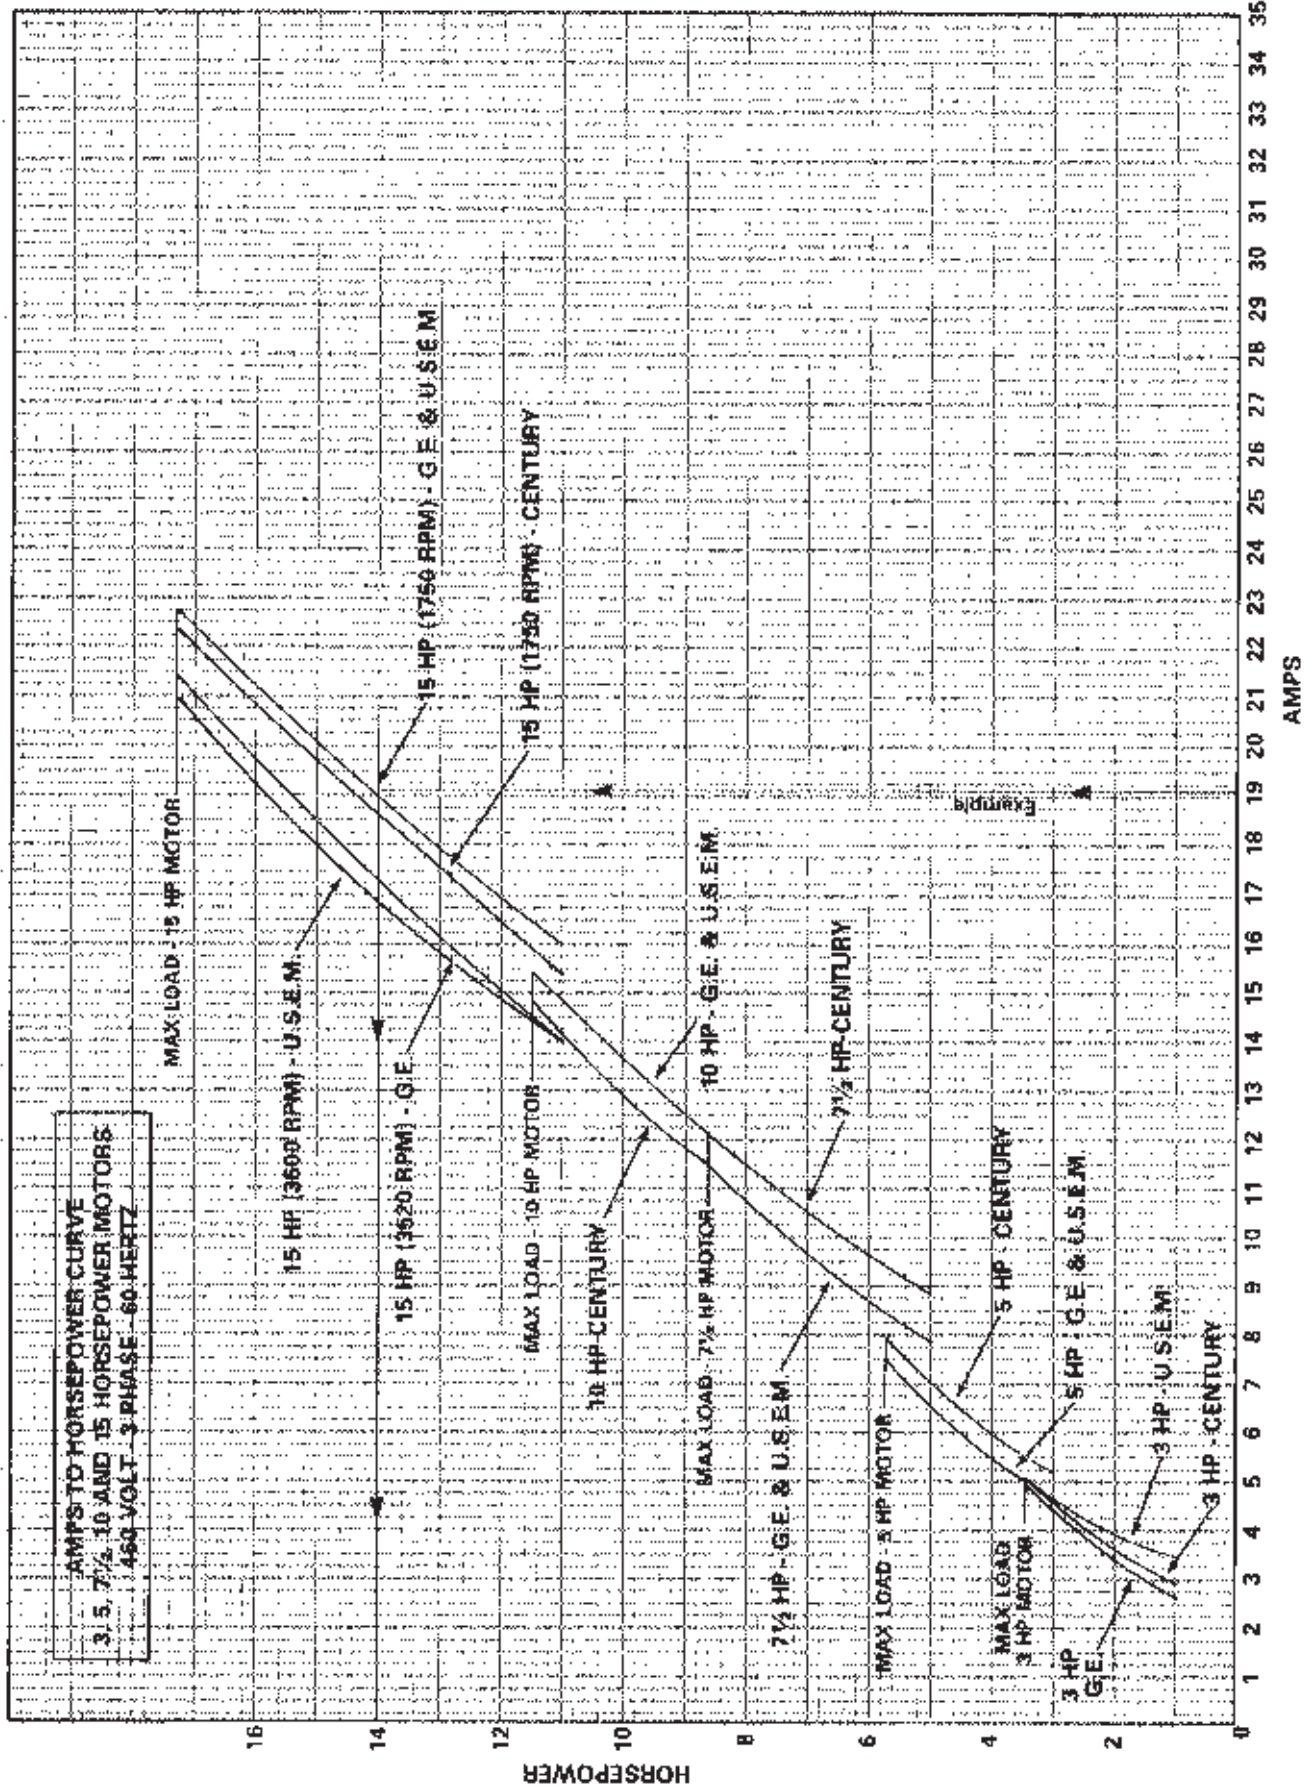 AMPS TO HORSEPOWER CURVE
3, 5, 7½, 10 AND 15 HORSEPOWER MOTORS
460 VOLT - 3 PHASE - 60 HERTZ
MAX LOAD - 15 HP MOTOR
15 HP (3600 RPM) - U.S.E.M.
15 HP (3520 RPM) - G.E.
15 HP (1750 RPM) - G.E. & U.S.E.M.
15 HP (1750 RPM) - CENTURY
MAX LOAD - 10 HP MOTOR
10 HP-CENTURY
10 HP - G.E. & U.S.E.M.
MAX LOAD - 7½ HP MOTOR
7½ HP - G.E. & U.S.E.M.
7½ HP-CENTURY
MAX LOAD - 5 HP MOTOR
5 HP - CENTURY
5 HP - G.E. & U.S.E.M.
MAX LOAD
3 HP MOTOR
3 HP
G.E.
3 HP - U.S.E.M.
3 HP - CENTURY
Example
HORSEPOWER
16
14
12
10
8
6
4
2
0
1
2
3
4
5
6
7
8
9
10
11
12
13
14
15
16
17
18
19
20
21
22
23
24
25
26
27
28
29
30
31
32
33
34
35
AMPS